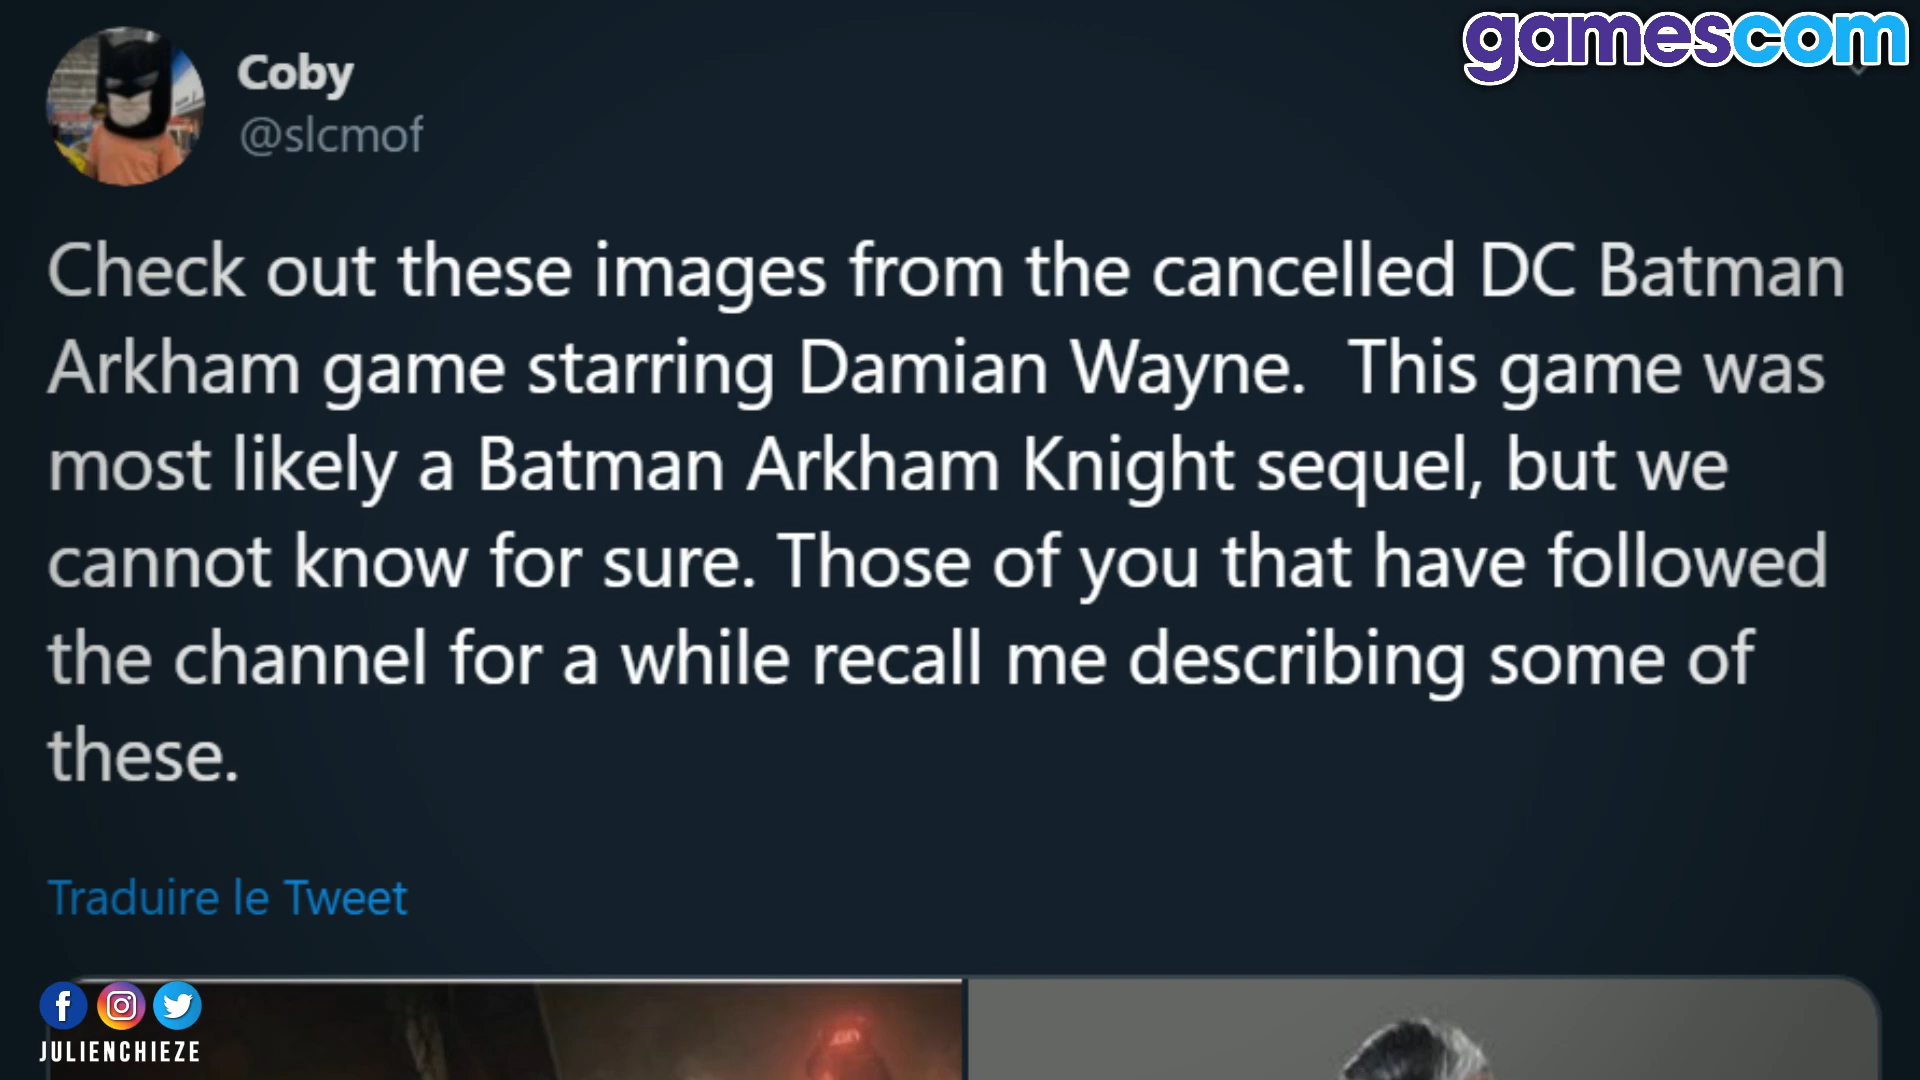 gamescom
Coby
@slcmof
Check out these images from the cancelled DC Batman
Arkham game starring Damian Wayne.  This game was
most likely a Batman Arkham Knight sequel, but we
cannot know for sure. Those of you that have followed
the channel for a while recall me describing some of
these.
Traduire le Tweet
JULIENCHIEZE